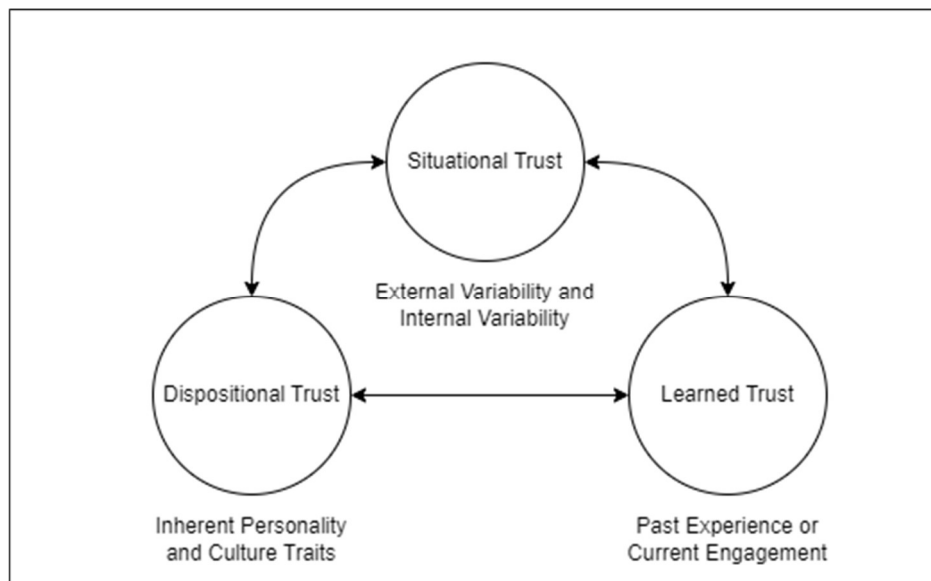 Situational Trust
External Variability and
Internal Variability
Dispositional Trust
Learned Trust
Inherent Personality
and Culture Traits
Past Experience or
Current Engagement